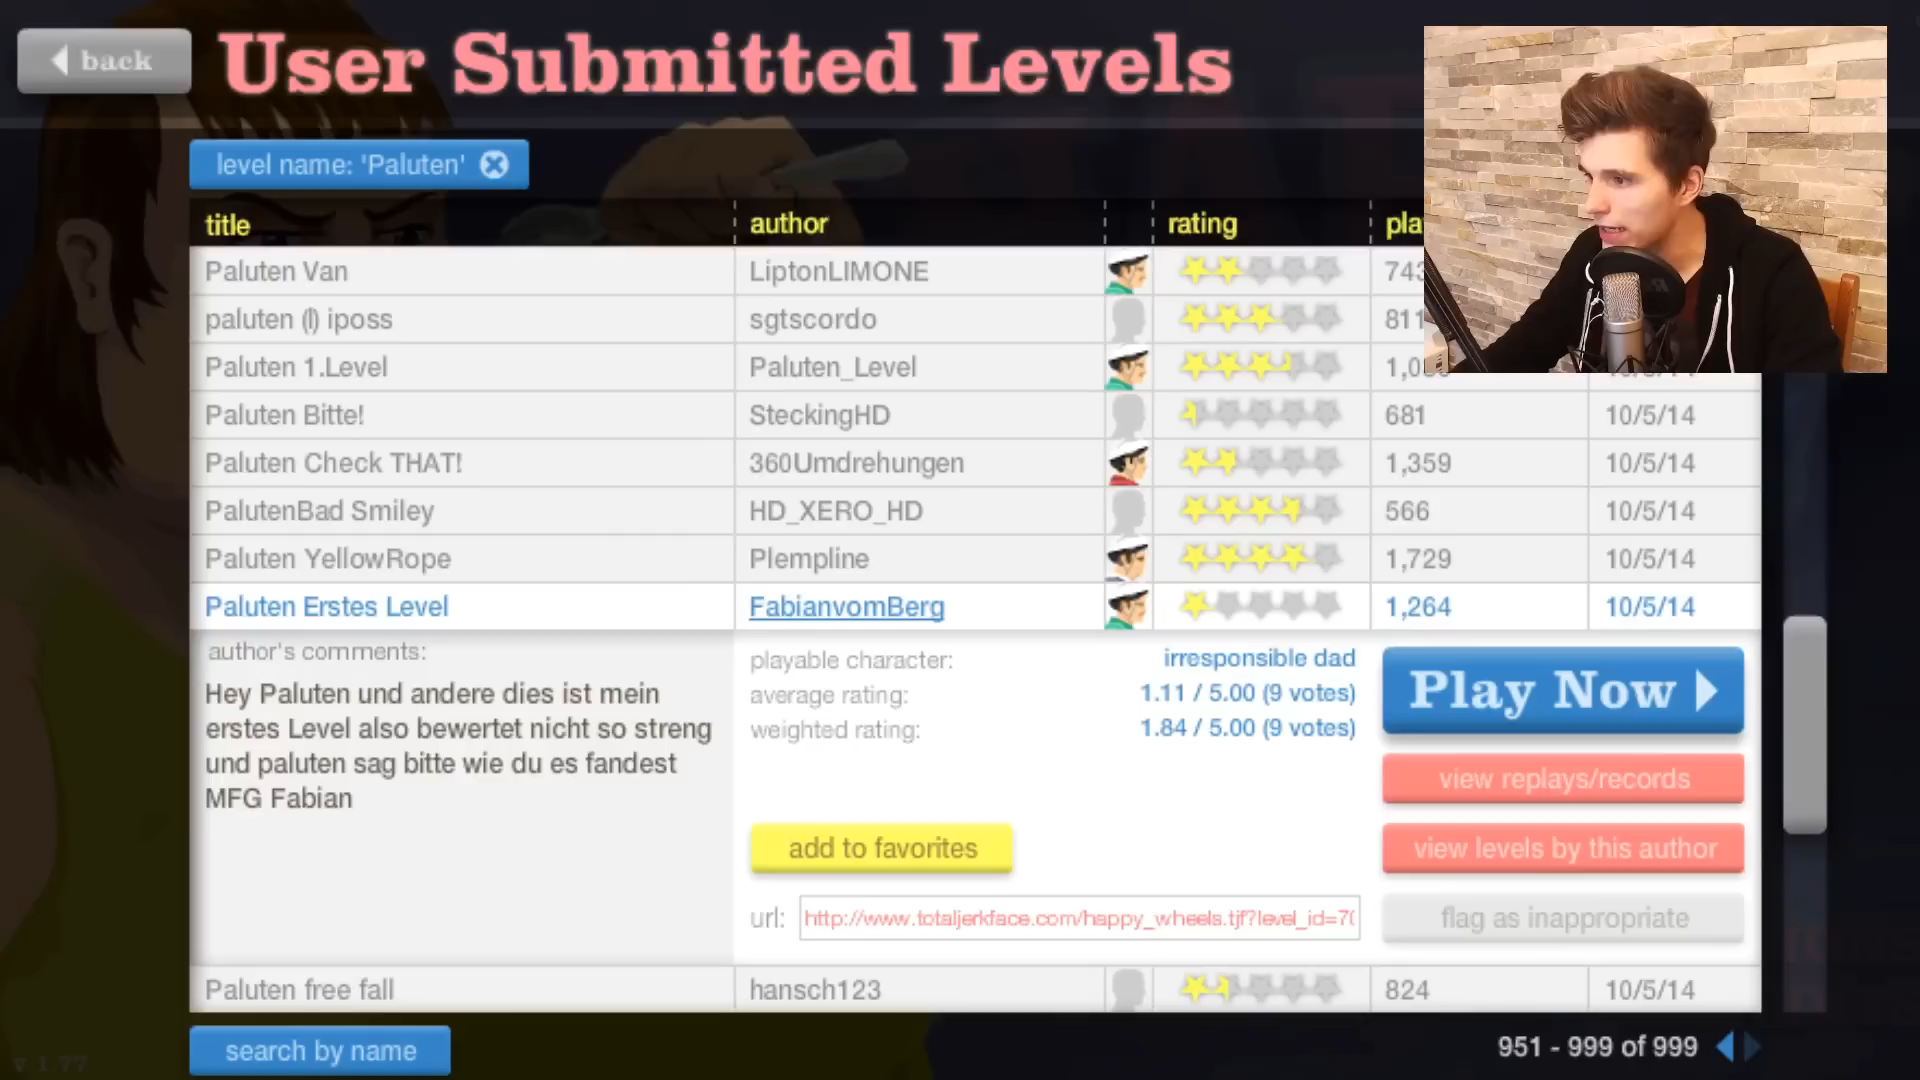 back
User Submitted Levels
level name: 'Paluten'
title author rating pla
Paluten Van LiptonLIMONE 743
paluten (l) iposs sgtscordo 811
Paluten 1.Level Paluten_Level 1,0
Paluten Bitte! SteckingHD 681 10/5/14
Paluten Check THAT! 360Umdrehungen 1,359 10/5/14
PalutenBad Smiley HD_XERO_HD 566 10/5/14
Paluten YellowRope Plempline 1,729 10/5/14
Paluten Erstes Level FabianvomBerg 1,264 10/5/14
author's comments:
Hey Paluten und andere dies ist mein
erstes Level also bewertet nicht so streng
und paluten sag bitte wie du es fandest
MFG Fabian
playable character: irresponsible dad
average rating: 1.11 / 5.00 (9 votes)
weighted rating: 1.84 / 5.00 (9 votes)
Play Now
view replays/records
add to favorites
view levels by this author
url: http://www.totaljerkface.com/happy_wheels.tjf?level_id=7(
flag as inappropriate
Paluten free fall hansch123 824 10/5/14
search by name
951 - 999 of 999
v 1.77